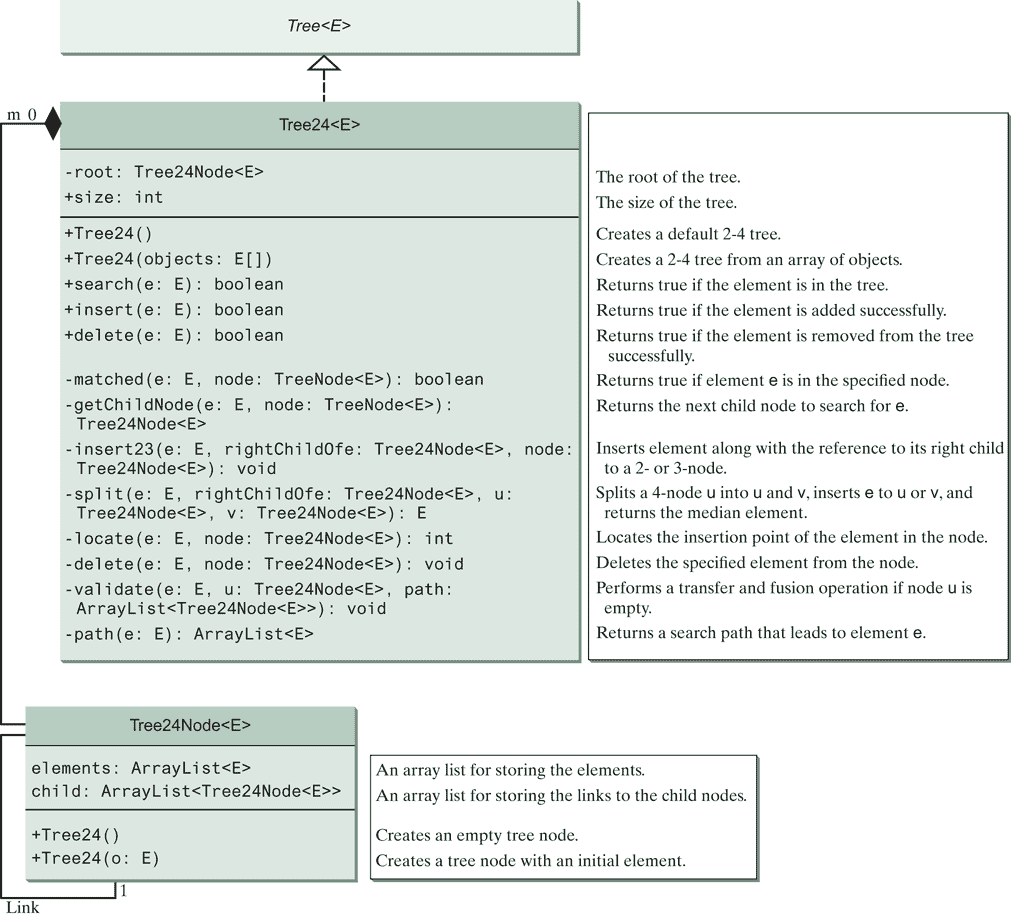 Tree<E>
m 0
Tree24<E>
-root: Tree24Node<E>
The root of the tree.
+size: int
The size of the tree.
+Tree24()
Creates a default 2-4 tree.
+Tree24(objects: E[])
Creates a 2-4 tree from an array of objects.
+search(e: E): boolean
Returns true if the element is in the tree.
+insert(e: E): boolean
Returns true if the element is added successfully.
+delete(e: E): boolean
Returns true if the element is removed from the tree
successfully.
-matched(e: E, node: TreeNode<E>): boolean
Returns true if element e is in the specified node.
-getChildNode(e: E, node: TreeNode<E>):
Tree24Node<E>
Returns the next child node to search for e.
-insert23(e: E, rightChildOfe: Tree24Node<E>, node:
Tree24Node<E>): void
Inserts element along with the reference to its right child
to a 2- or 3-node.
-split(e: E, rightChildOfe: Tree24Node<E>, u:
Tree24Node<E>, v: Tree24Node<E>): E
Splits a 4-node u into u and v, inserts e to u or v, and
returns the median element.
-locate(e: E, node: Tree24Node<E>): int
Locates the insertion point of the element in the node.
-delete(e: E, node: Tree24Node<E>): void
Deletes the specified element from the node.
-validate(e: E, u: Tree24Node<E>, path:
ArrayList<Tree24Node<E>>): void
Performs a transfer and fusion operation if node u is
empty.
-path(e: E): ArrayList<E>
Returns a search path that leads to element e.
Tree24Node<E>
elements: ArrayList<E>
An array list for storing the elements.
child: ArrayList<Tree24Node<E>>
An array list for storing the links to the child nodes.
+Tree24()
Creates an empty tree node.
+Tree24(o: E)
Creates a tree node with an initial element.
1
Link